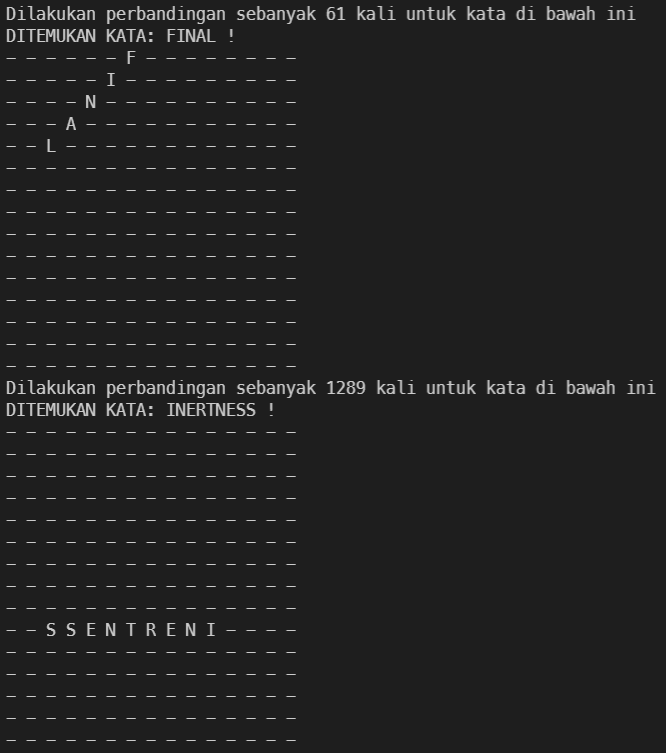 Dilakukan perbandingan sebanyak 61 kali untuk kata di bawah ini
DITEMUKAN KATA: FINAL !
- - - - - - F - - - - - - - -
- - - - - I - - - - - - - - -
- - - - N - - - - - - - - - -
- - - A - - - - - - - - - - -
- - L - - - - - - - - - - - -
- - - - - - - - - - - - - - -
- - - - - - - - - - - - - - -
- - - - - - - - - - - - - - -
- - - - - - - - - - - - - - -
- - - - - - - - - - - - - - -
- - - - - - - - - - - - - - -
- - - - - - - - - - - - - - -
- - - - - - - - - - - - - - -
- - - - - - - - - - - - - - -
- - - - - - - - - - - - - - -
Dilakukan perbandingan sebanyak 1289 kali untuk kata di bawah ini
DITEMUKAN KATA: INERTNESS !
- - - - - - - - - - - - - - -
- - - - - - - - - - - - - - -
- - - - - - - - - - - - - - -
- - - - - - - - - - - - - - -
- - - - - - - - - - - - - - -
- - - - - - - - - - - - - - -
- - - - - - - - - - - - - - -
- - - - - - - - - - - - - - -
- - - - - - - - - - - - - - -
- - S S E N T R E N I - - - -
- - - - - - - - - - - - - - -
- - - - - - - - - - - - - - -
- - - - - - - - - - - - - - -
- - - - - - - - - - - - - - -
- - - - - - - - - - - - - - -